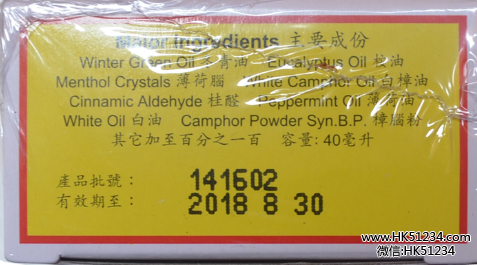 Major Ingredients 主要成份
Winter Green Oil 冬青油 Eucalyptus Oil 桉油
Menthol Crystals 薄荷腦 White Camphor Oil 白樟油
Cinnamic Aldehyde 桂醛 Peppermint Oil 薄荷油
White Oil 白油 Camphor Powder Syn.B.P. 樟腦粉
其它加至百分之一百 容量: 40毫升
產品批號： 141602
有效期至： 2018 8 30
www.HK51234.com
微信:HK51234